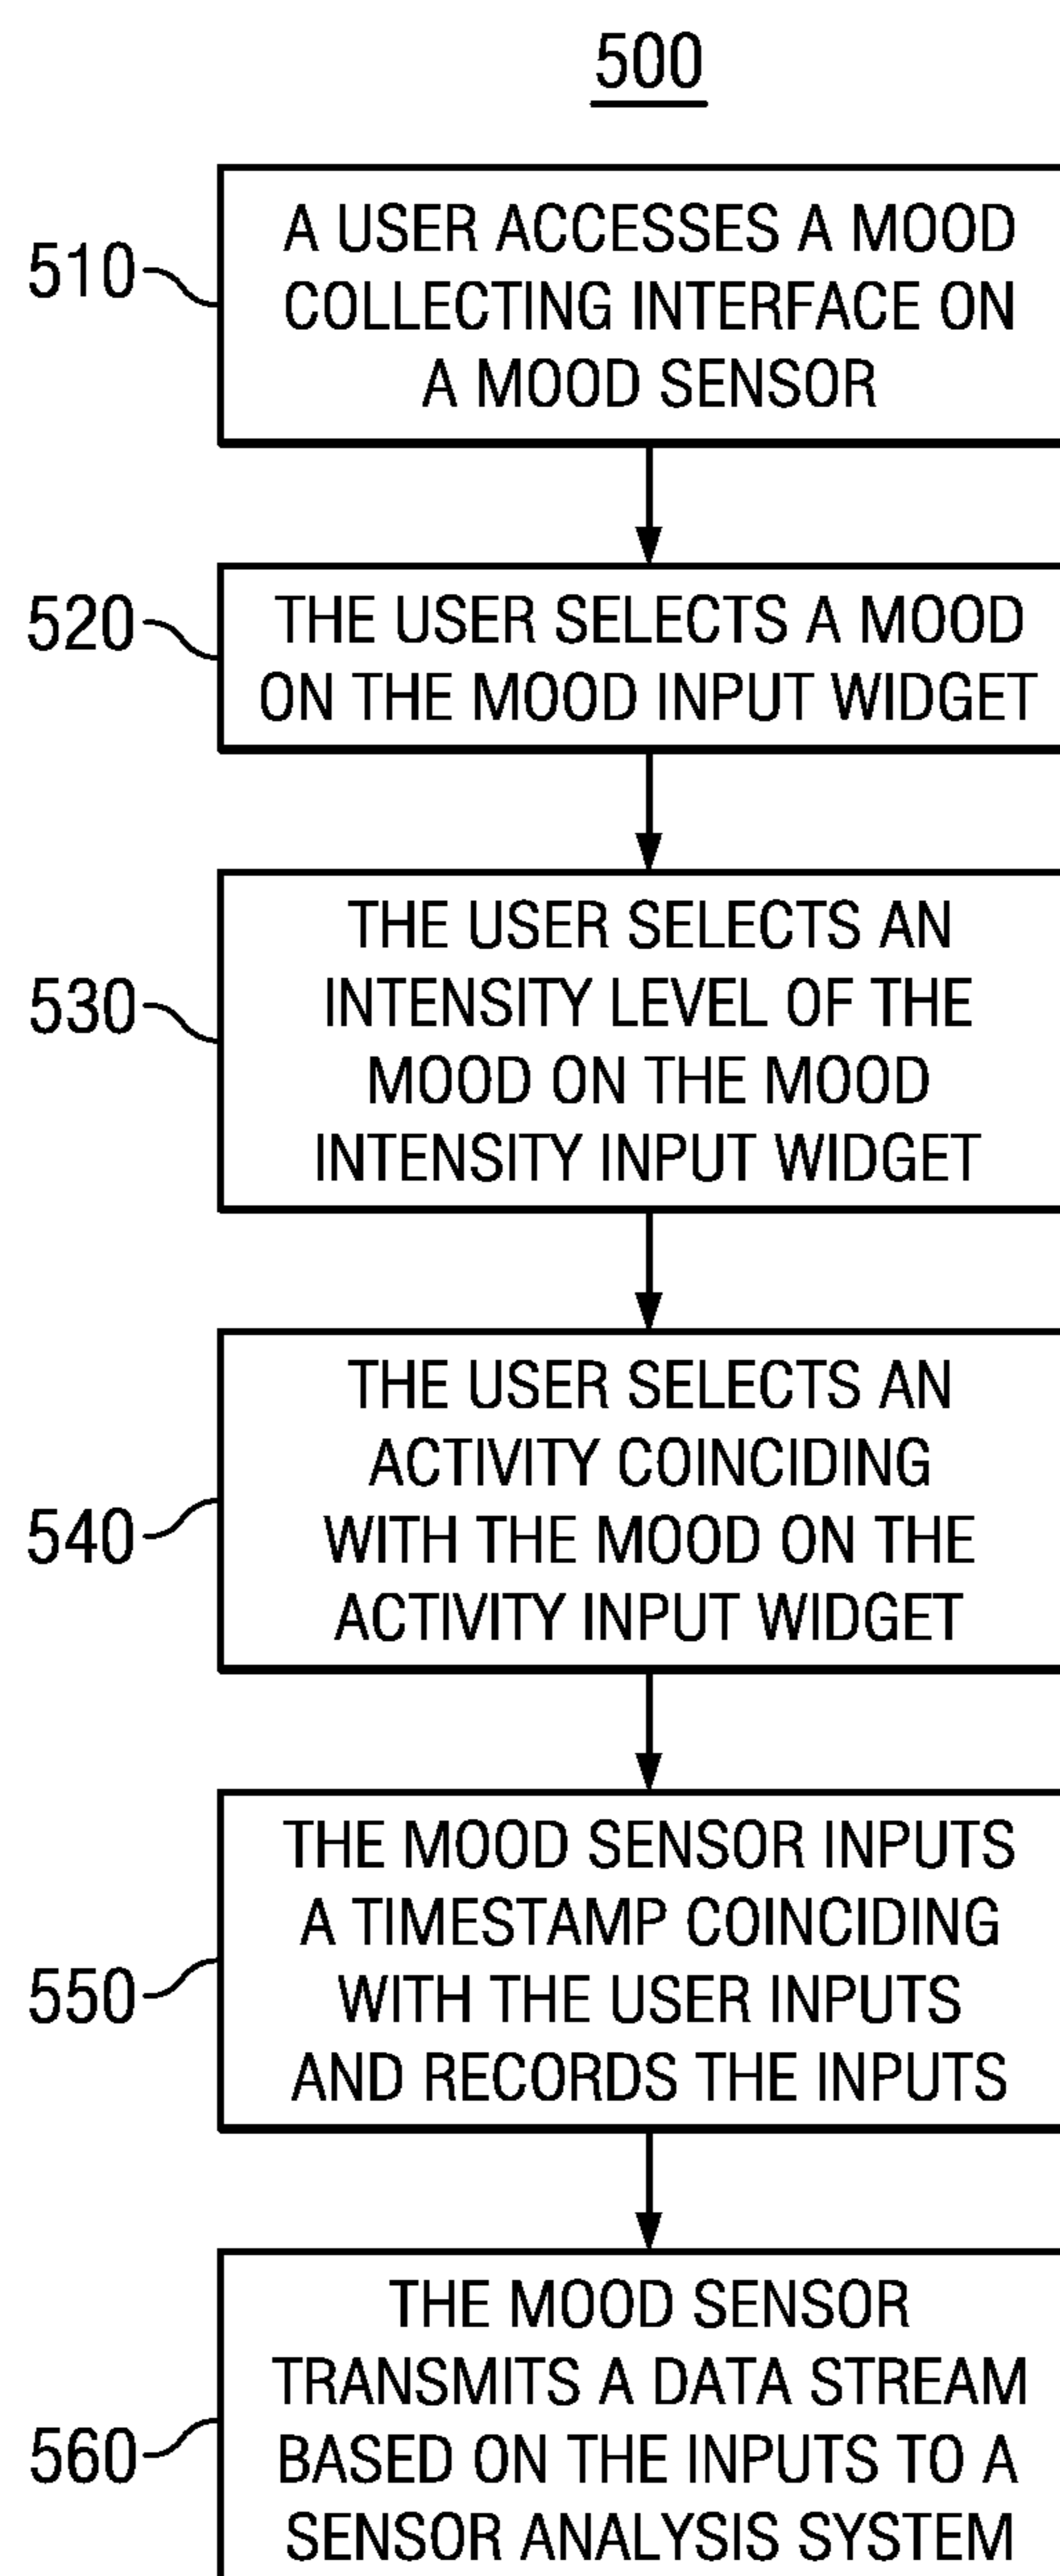 500
510
A USER ACCESSES A MOOD
COLLECTING INTERFACE ON
A MOOD SENSOR
520
THE USER SELECTS A MOOD
ON THE MOOD INPUT WIDGET
530
THE USER SELECTS AN
INTENSITY LEVEL OF THE
MOOD ON THE MOOD
INTENSITY INPUT WIDGET
540
THE USER SELECTS AN
ACTIVITY COINCIDING
WITH THE MOOD ON THE
ACTIVITY INPUT WIDGET
550
THE MOOD SENSOR INPUTS
A TIMESTAMP COINCIDING
WITH THE USER INPUTS
AND RECORDS THE INPUTS
560
THE MOOD SENSOR
TRANSMITS A DATA STREAM
BASED ON THE INPUTS TO A
SENSOR ANALYSIS SYSTEM